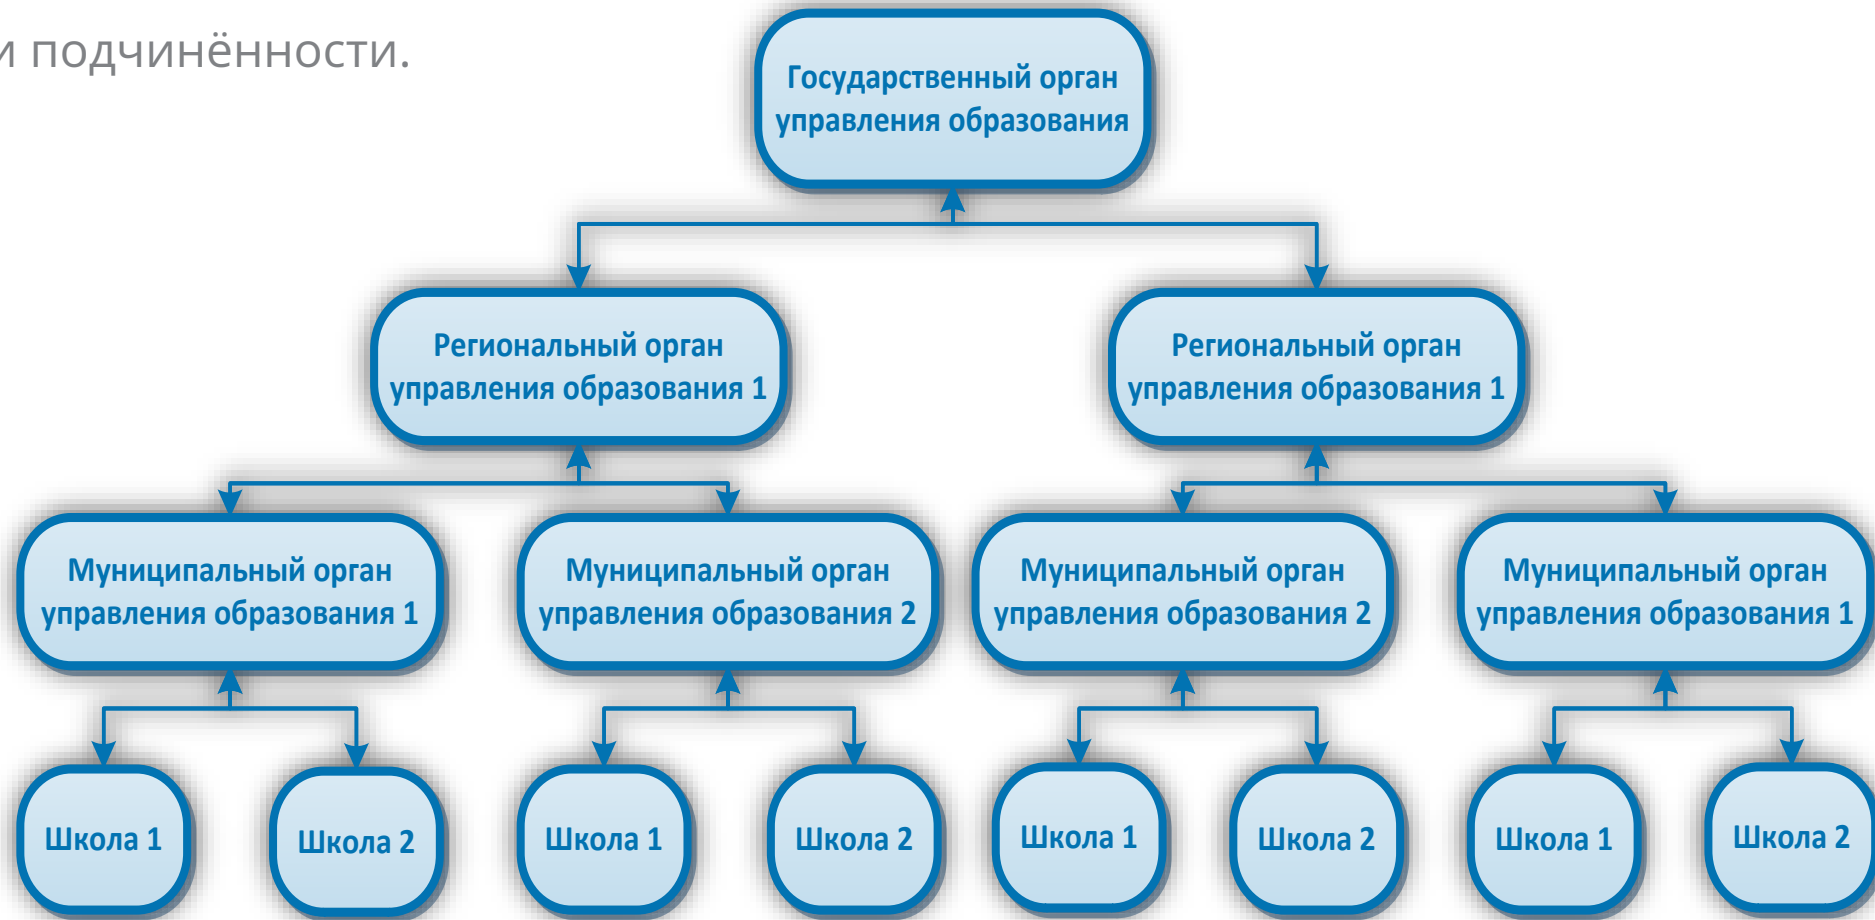 и подчинённости.
Государственный орган
управления образования
Региональный орган
управления образования 1
Региональный орган
управления образования 1
Муниципальный орган
управления образования 1
Муниципальный орган
управления образования 2
Муниципальный орган
управления образования 2
Муниципальный орган
управления образования 1
Школа 1
Школа 2
Школа 1
Школа 2
Школа 1
Школа 2
Школа 1
Школа 2